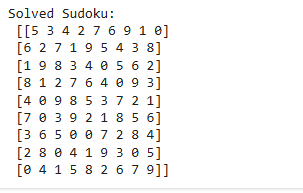 Solved Sudoku:
[[5 3 4 2 7 6 9 1 0]
[6 2 7 1 9 5 4 3 8]
[1 9 8 3 4 0 5 6 2]
[8 1 2 7 6 4 0 9 3]
[4 0 9 8 5 3 7 2 1]
[7 0 3 9 2 1 8 5 6]
[3 6 5 0 0 7 2 8 4]
[2 8 0 4 1 9 3 0 5]
[0 4 1 5 8 2 6 7 9]]